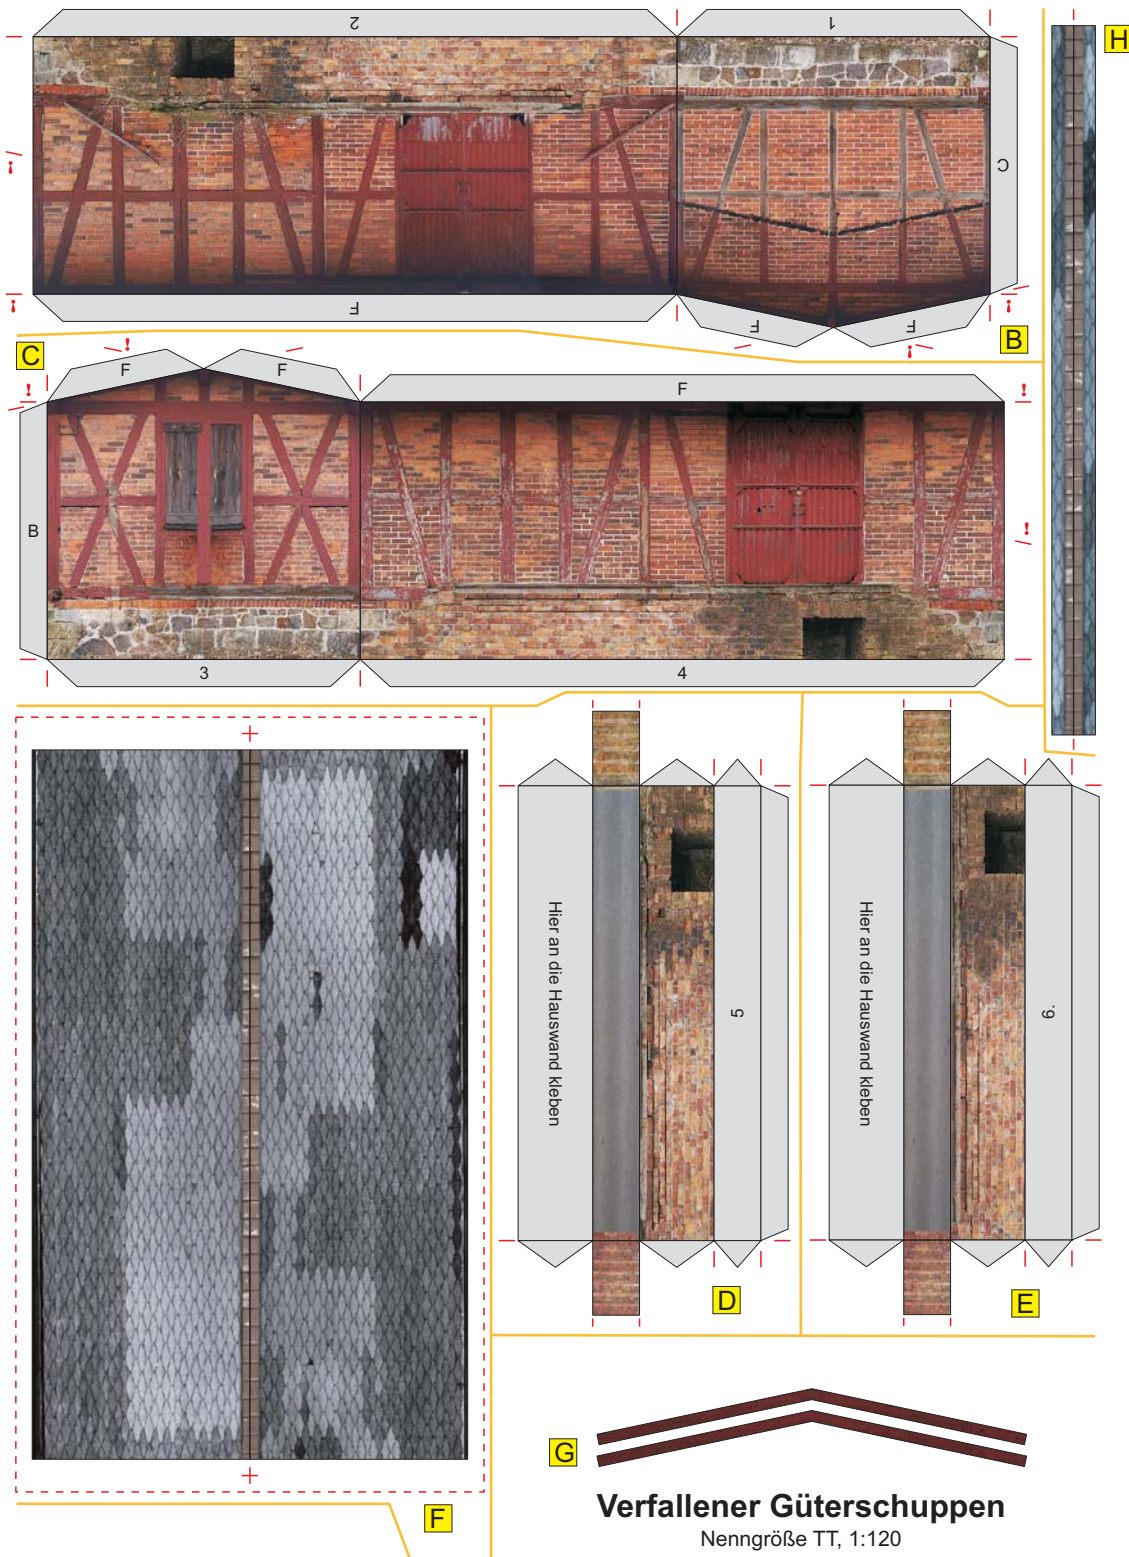 2
1
H
C
F
F
F
B
C
F
F
F
B
3
4
Hier an die Hauswand kleben
5
D
Hier an die Hauswand kleben
6.
E
F
G
Verfallener Güterschuppen
Nenngröße TT, 1:120